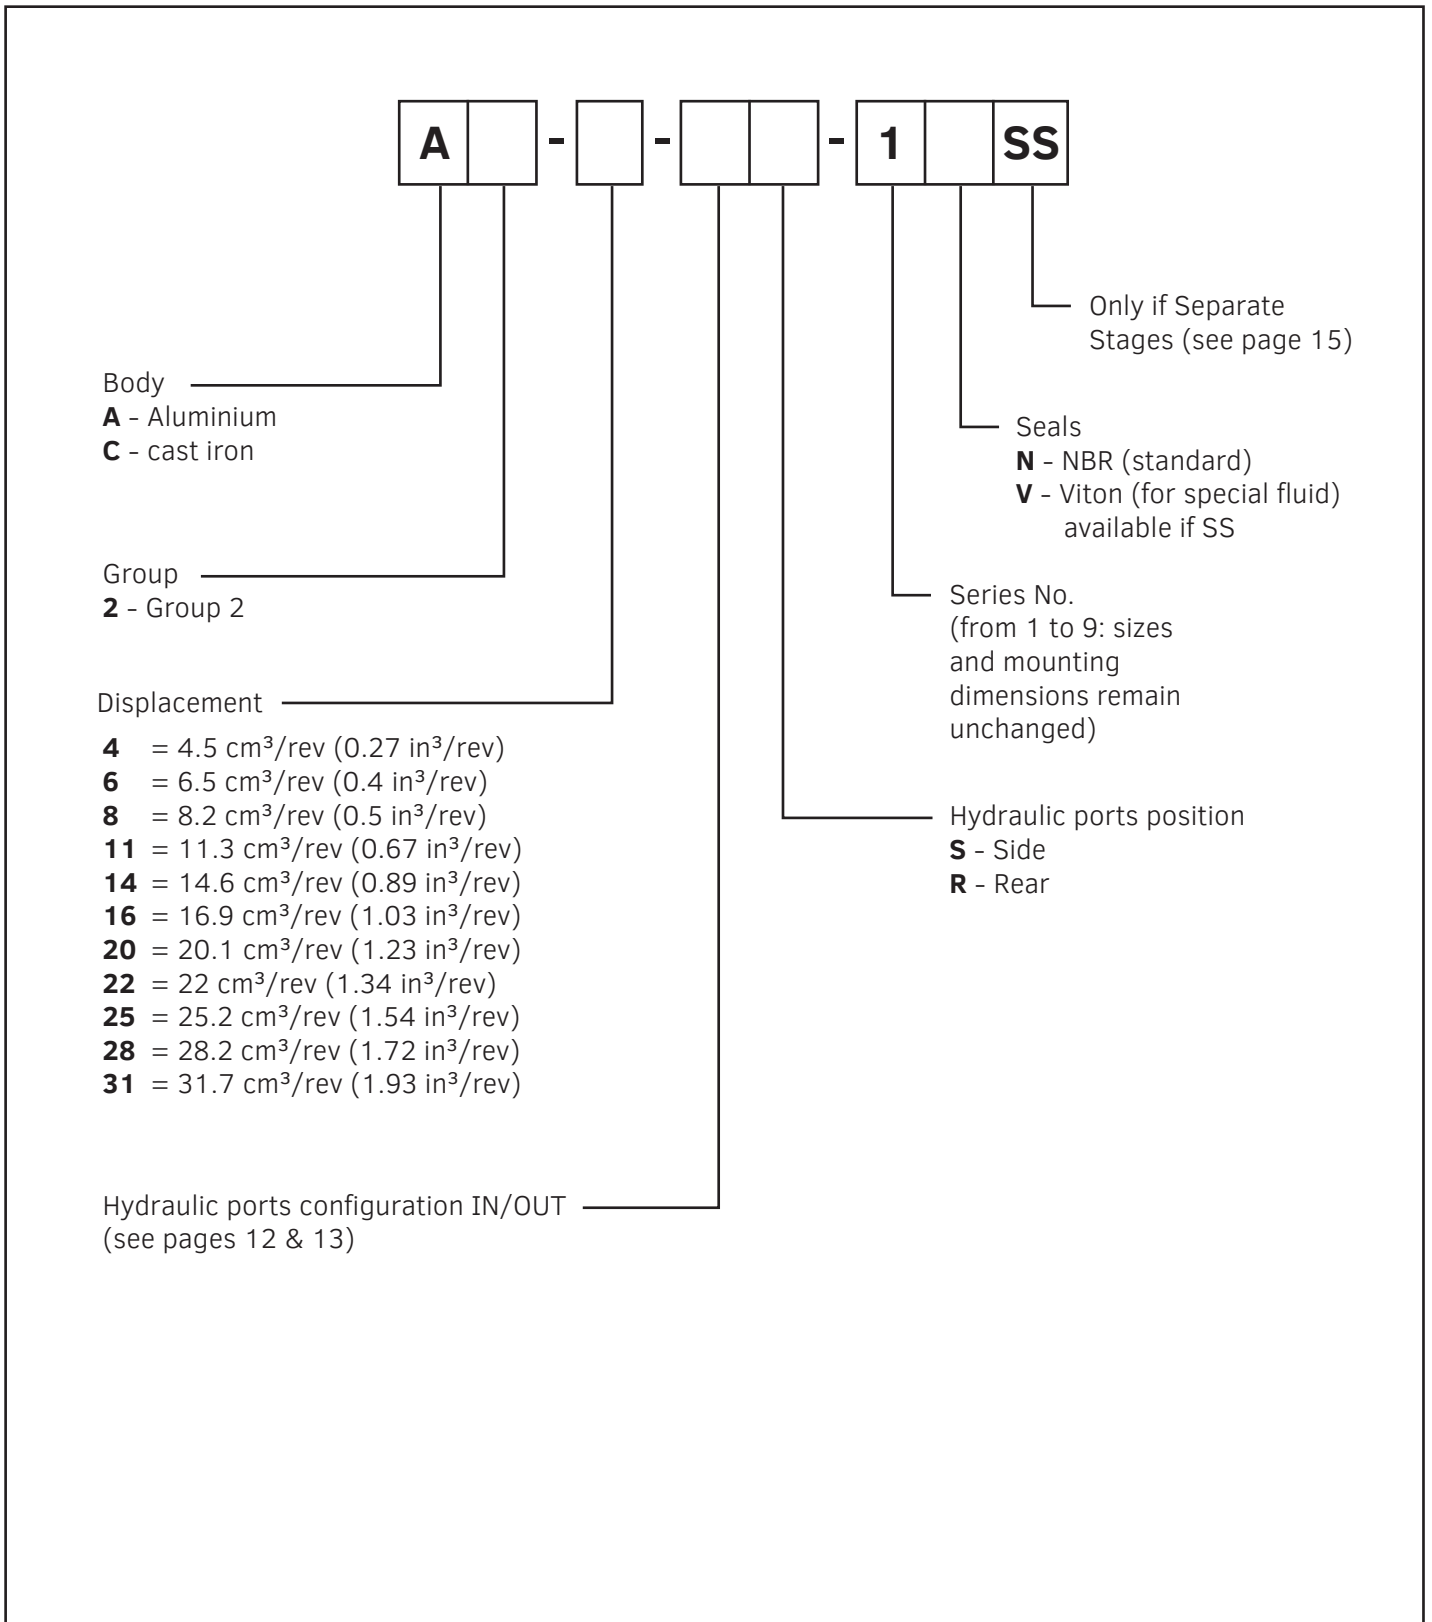 A - - - 1 SS
Only if Separate
Stages (see page 15)
Body
A - Aluminium
C - cast iron
Seals
N - NBR (standard)
V - Viton (for special fluid)
available if SS
Group
2 - Group 2
Series No.
(from 1 to 9: sizes
and mounting
dimensions remain
unchanged)
Displacement
4 = 4.5 cm³/rev (0.27 in³/rev)
6 = 6.5 cm³/rev (0.4 in³/rev)
8 = 8.2 cm³/rev (0.5 in³/rev)
11 = 11.3 cm³/rev (0.67 in³/rev)
14 = 14.6 cm³/rev (0.89 in³/rev)
16 = 16.9 cm³/rev (1.03 in³/rev)
20 = 20.1 cm³/rev (1.23 in³/rev)
22 = 22 cm³/rev (1.34 in³/rev)
25 = 25.2 cm³/rev (1.54 in³/rev)
28 = 28.2 cm³/rev (1.72 in³/rev)
31 = 31.7 cm³/rev (1.93 in³/rev)
Hydraulic ports position
S - Side
R - Rear
Hydraulic ports configuration IN/OUT
(see pages 12 & 13)